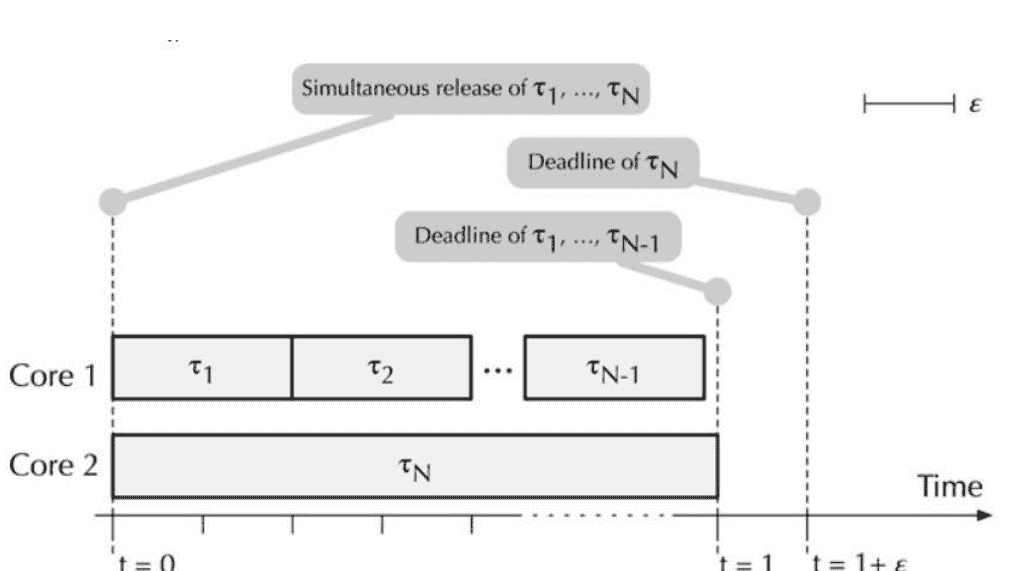 Simultaneous release of τ1, ..., τN
ε
Deadline of τN
Deadline of τ1, ..., τN-1
Core 1 τ1 τ2 ... τN-1
Core 2 τN
Time
t = 0 t = 1 t = 1+ ε